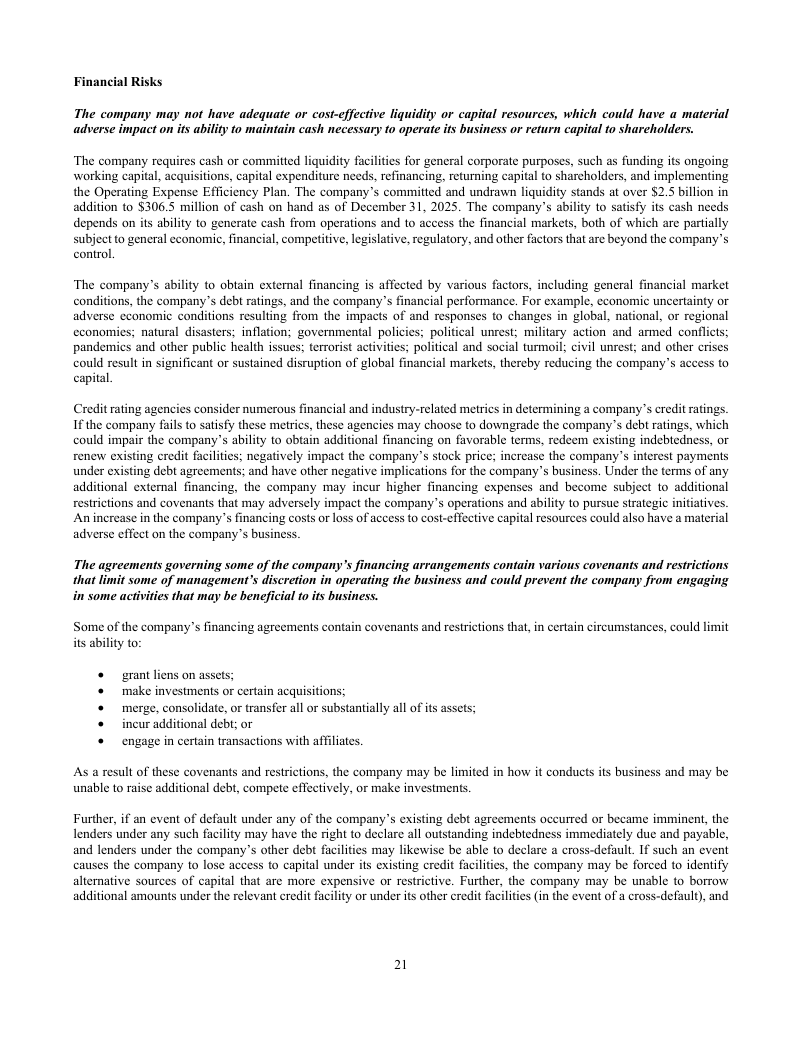 Financial Risks
The company may not have adequate or cost-effective liquidity or capital resources, which could have a material
adverse impact on its ability to maintain cash necessary to operate its business or return capital to shareholders.
The company requires cash or committed liquidity facilities for general corporate purposes, such as funding its ongoing
working capital, acquisitions, capital expenditure needs, refinancing, returning capital to shareholders, and implementing
the Operating Expense Efficiency Plan. The company’s committed and undrawn liquidity stands at over $2.5 billion in
addition to $306.5 million of cash on hand as of December 31, 2025. The company’s ability to satisfy its cash needs
depends on its ability to generate cash from operations and to access the financial markets, both of which are partially
subject to general economic, financial, competitive, legislative, regulatory, and other factors that are beyond the company’s
control.
The company’s ability to obtain external financing is affected by various factors, including general financial market
conditions, the company’s debt ratings, and the company’s financial performance. For example, economic uncertainty or
adverse economic conditions resulting from the impacts of and responses to changes in global, national, or regional
economies; natural disasters; inflation; governmental policies; political unrest; military action and armed conflicts;
pandemics and other public health issues; terrorist activities; political and social turmoil; civil unrest; and other crises
could result in significant or sustained disruption of global financial markets, thereby reducing the company’s access to
capital.
Credit rating agencies consider numerous financial and industry-related metrics in determining a company’s credit ratings.
If the company fails to satisfy these metrics, these agencies may choose to downgrade the company’s debt ratings, which
could impair the company’s ability to obtain additional financing on favorable terms, redeem existing indebtedness, or
renew existing credit facilities; negatively impact the company’s stock price; increase the company’s interest payments
under existing debt agreements; and have other negative implications for the company’s business. Under the terms of any
additional external financing, the company may incur higher financing expenses and become subject to additional
restrictions and covenants that may adversely impact the company’s operations and ability to pursue strategic initiatives.
An increase in the company’s financing costs or loss of access to cost-effective capital resources could also have a material
adverse effect on the company’s business.
The agreements governing some of the company’s financing arrangements contain various covenants and restrictions
that limit some of management’s discretion in operating the business and could prevent the company from engaging
in some activities that may be beneficial to its business.
Some of the company’s financing agreements contain covenants and restrictions that, in certain circumstances, could limit
its ability to:
• grant liens on assets;
• make investments or certain acquisitions;
• merge, consolidate, or transfer all or substantially all of its assets;
• incur additional debt; or
• engage in certain transactions with affiliates.
As a result of these covenants and restrictions, the company may be limited in how it conducts its business and may be
unable to raise additional debt, compete effectively, or make investments.
Further, if an event of default under any of the company’s existing debt agreements occurred or became imminent, the
lenders under any such facility may have the right to declare all outstanding indebtedness immediately due and payable,
and lenders under the company’s other debt facilities may likewise be able to declare a cross-default. If such an event
causes the company to lose access to capital under its existing credit facilities, the company may be forced to identify
alternative sources of capital that are more expensive or restrictive. Further, the company may be unable to borrow
additional amounts under the relevant credit facility or under its other credit facilities (in the event of a cross-default), and
21